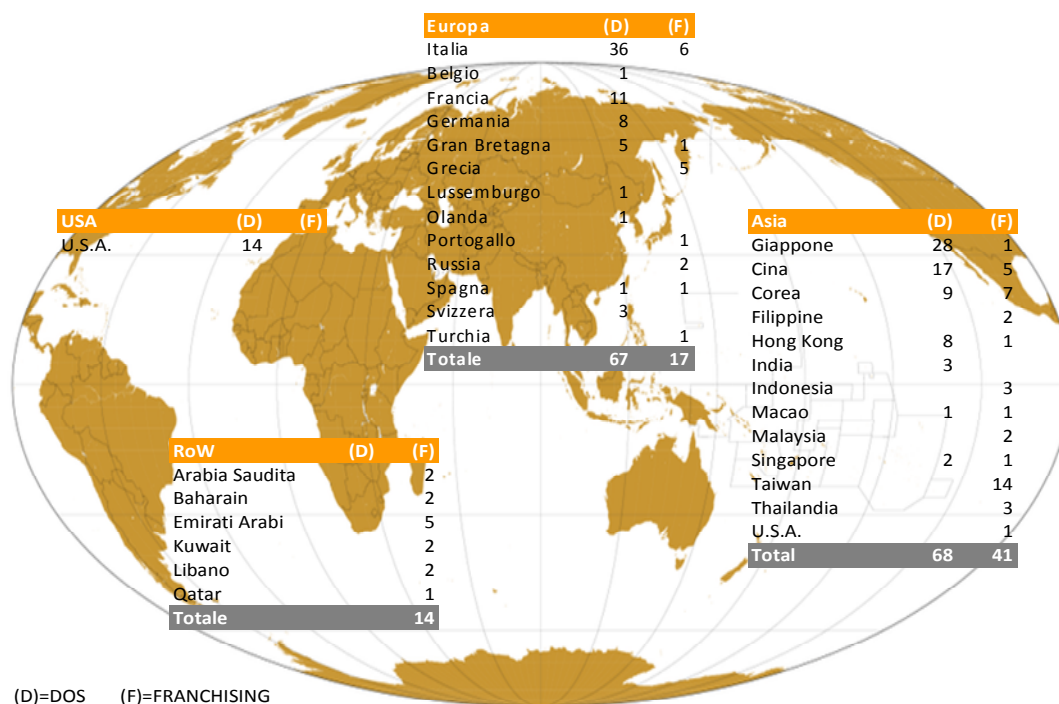 Europa (D) (F)
Italia 36 6
Belgio 1
Francia 11
Germania 8
Gran Bretagna 5 1
Grecia 5
Lussemburgo 1
Olanda 1
Portogallo 1
Russia 2
Spagna 1 1
Svizzera 3
Turchia 1
Totale 67 17
USA (D) (F)
U.S.A. 14
Asia (D) (F)
Giappone 28 1
Cina 17 5
Corea 9 7
Filippine 2
Hong Kong 8 1
India 3
Indonesia 3
Macao 1 1
Malaysia 2
Singapore 2 1
Taiwan 14
Thailandia 3
U.S.A. 1
Total 68 41
RoW (D) (F)
Arabia Saudita 2
Baharain 2
Emirati Arabi 5
Kuwait 2
Libano 2
Qatar 1
Totale 14
(D)=DOS (F)=FRANCHISING